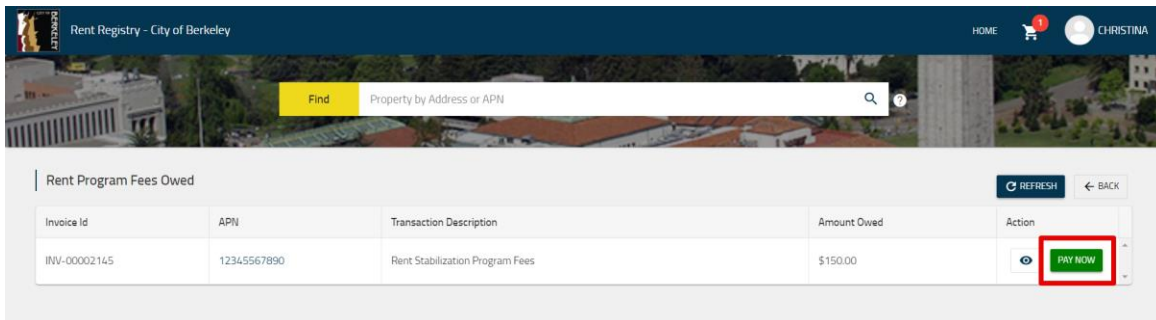 BERKELEY
Rent Registry - City of Berkeley
HOME
1
CHRISTINA
Find
Property by Address or APN
?
Rent Program Fees Owed
REFRESH
← BACK
Invoice Id APN Transaction Description Amount Owed Action
INV-00002145 12345567890 Rent Stabilization Program Fees $150.00 PAY NOW